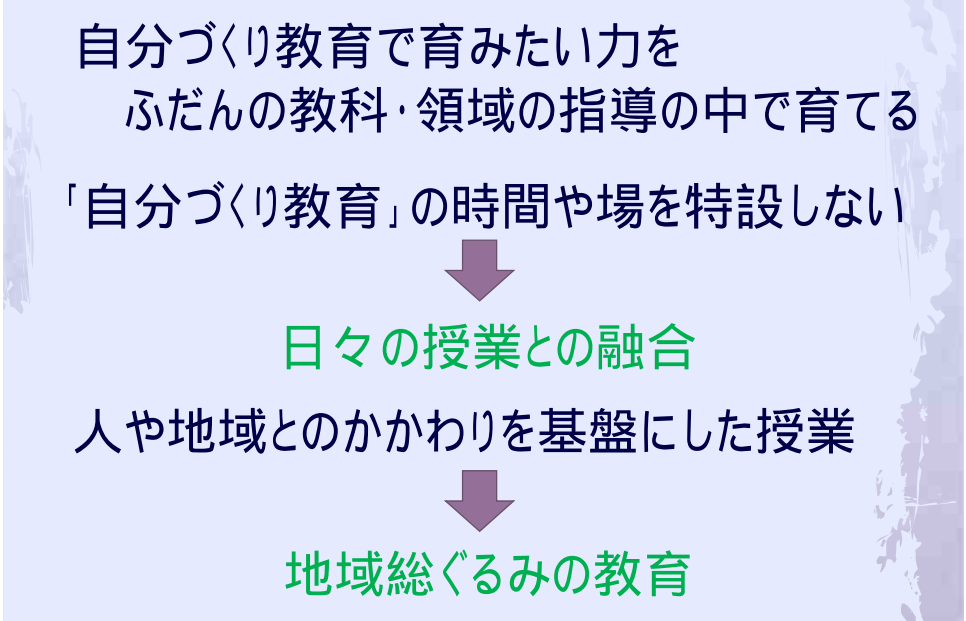 自分づくり教育で育みたい力を
ふだんの教科・領域の指導の中で育てる
「自分づくり教育」の時間や場を特設しない
日々の授業との融合
人や地域とのかかわりを基盤にした授業
地域総ぐるみの教育